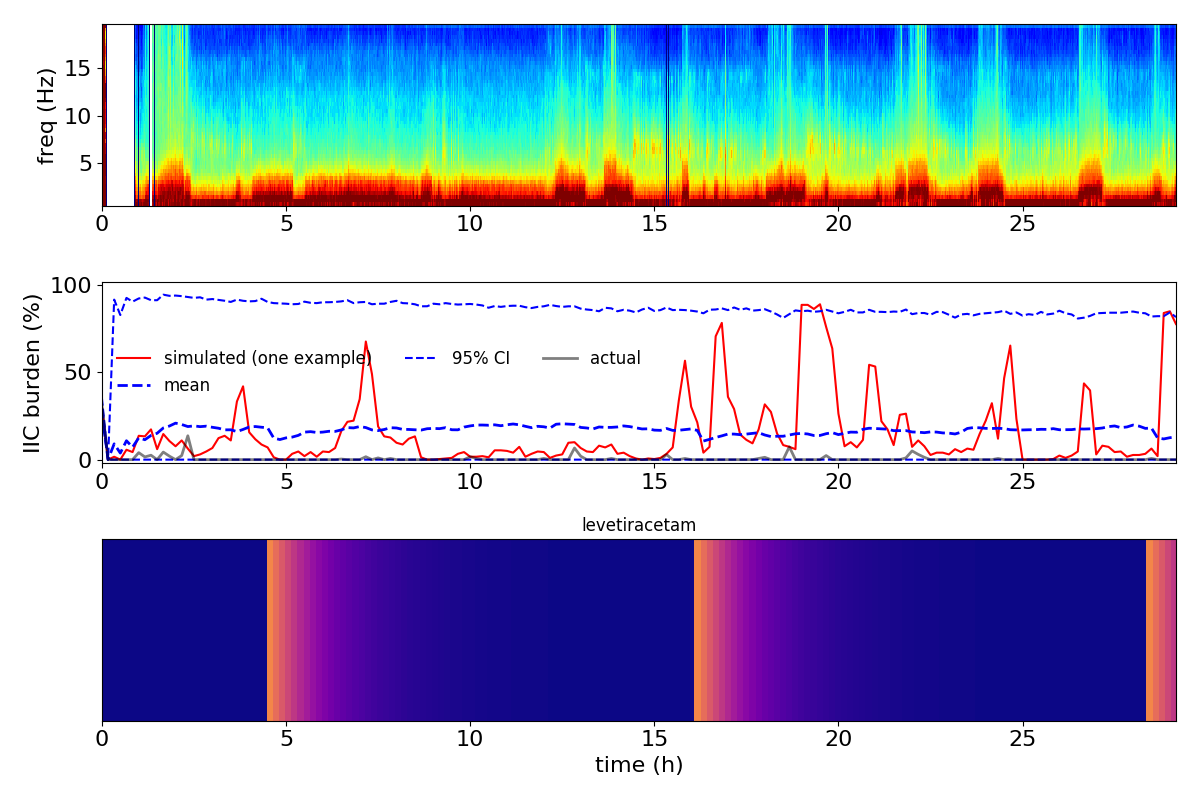 freq (Hz)
15
10
5
0 5 10 15 20 25
IIC burden (%)
100
50
0
simulated (one example) 95% CI actual
mean
0 5 10 15 20 25
levetiracetam
0 5 10 15 20 25
time (h)